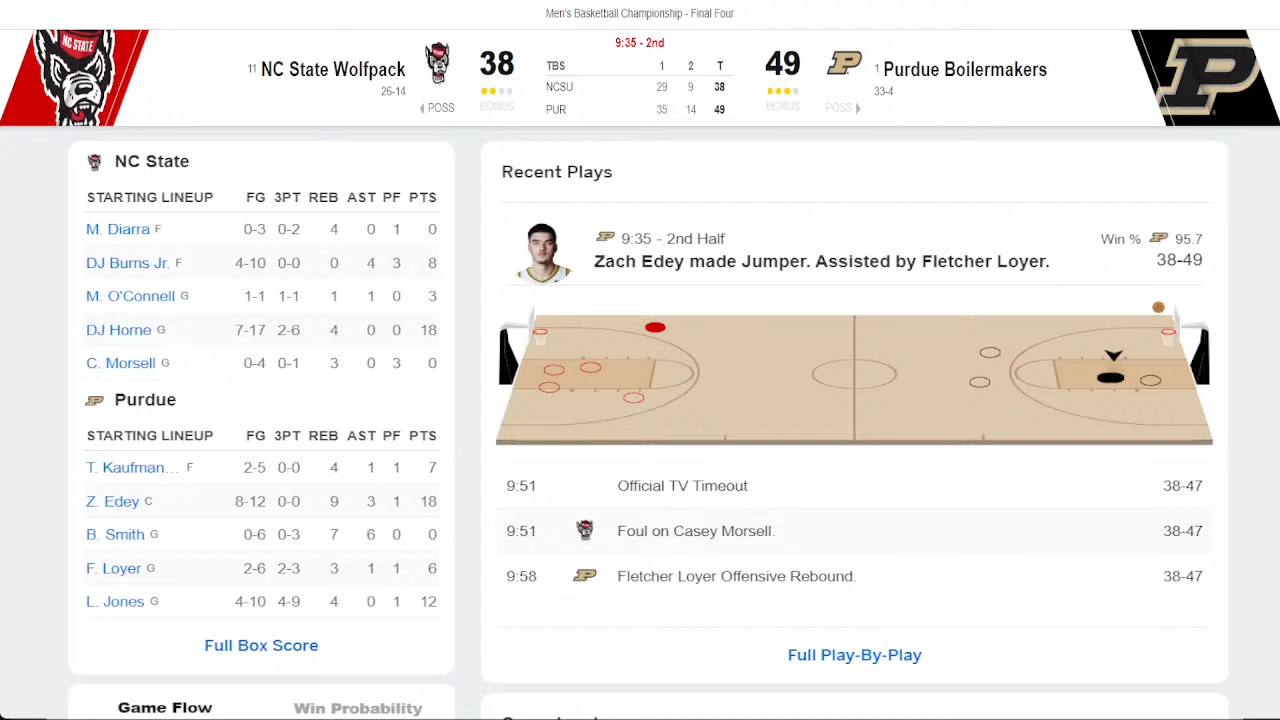 Men's Basketball Championship - Final Four
NC STATE
11 NC State Wolfpack
26-14
POSS
38
BONUS
9:35 - 2nd
TBS 1 2 T
NCSU 29 9 38
PUR 35 14 49
49
BONUS
POSS
1 Purdue Boilermakers
33-4
NC State
STARTING LINEUP FG 3PT REB AST PF PTS
M. Diarra F 0-3 0-2 4 0 1 0
DJ Burns Jr. F 4-10 0-0 0 4 3 8
M. O'Connell G 1-1 1-1 1 1 0 3
DJ Horne G 7-17 2-6 4 0 0 18
C. Morsell G 0-4 0-1 3 0 3 0
Purdue
STARTING LINEUP FG 3PT REB AST PF PTS
T. Kaufman... F 2-5 0-0 4 1 1 7
Z. Edey C 8-12 0-0 9 3 1 18
B. Smith G 0-6 0-3 7 6 0 0
F. Loyer G 2-6 2-3 3 1 1 6
L. Jones G 4-10 4-9 4 0 1 12
Full Box Score
Game Flow Win Probability
Recent Plays
9:35 - 2nd Half
Zach Edey made Jumper. Assisted by Fletcher Loyer.
Win % 95.7
38-49
9:51 Official TV Timeout 38-47
9:51 Foul on Casey Morsell. 38-47
9:58 Fletcher Loyer Offensive Rebound. 38-47
Full Play-By-Play